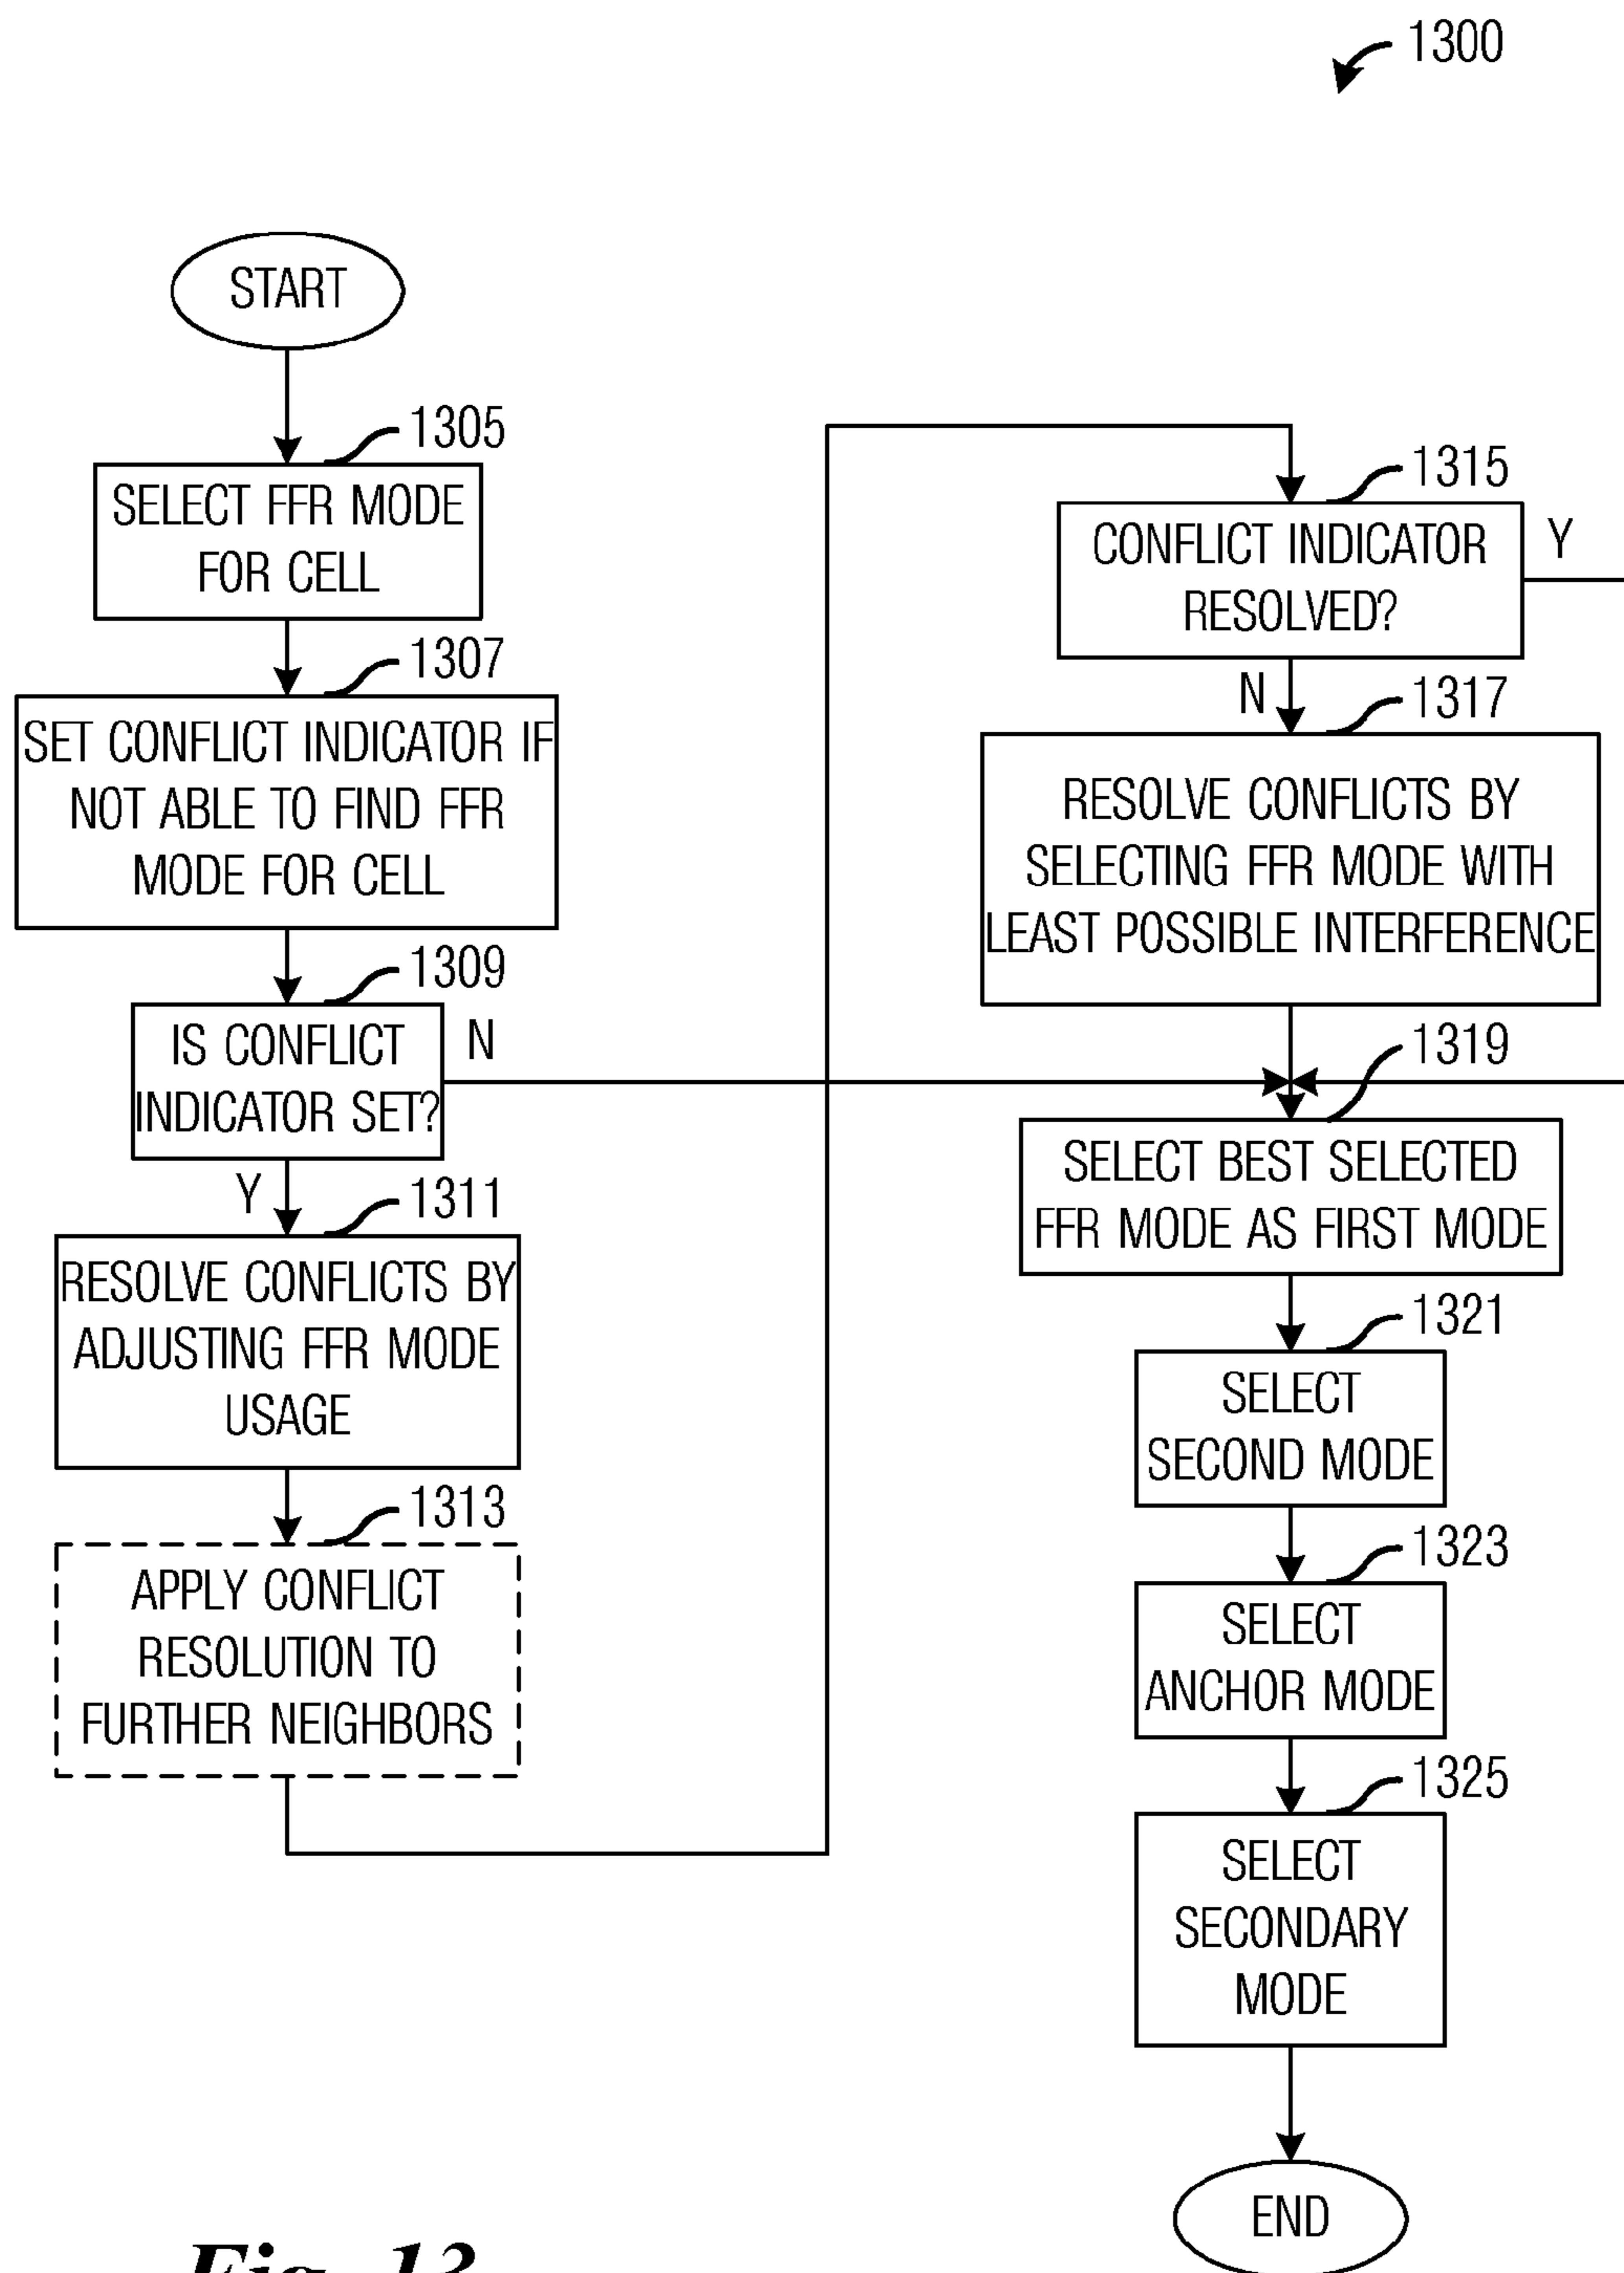 1300
START
1305
SELECT FFR MODE
FOR CELL
1307
SET CONFLICT INDICATOR IF
NOT ABLE TO FIND FFR
MODE FOR CELL
1309
IS CONFLICT
INDICATOR SET?
N
Y
1311
RESOLVE CONFLICTS BY
ADJUSTING FFR MODE
USAGE
1313
APPLY CONFLICT
RESOLUTION TO
FURTHER NEIGHBORS
1315
CONFLICT INDICATOR
RESOLVED?
Y
N
1317
RESOLVE CONFLICTS BY
SELECTING FFR MODE WITH
LEAST POSSIBLE INTERFERENCE
1319
SELECT BEST SELECTED
FFR MODE AS FIRST MODE
1321
SELECT
SECOND MODE
1323
SELECT
ANCHOR MODE
1325
SELECT
SECONDARY
MODE
END
Fig. 13